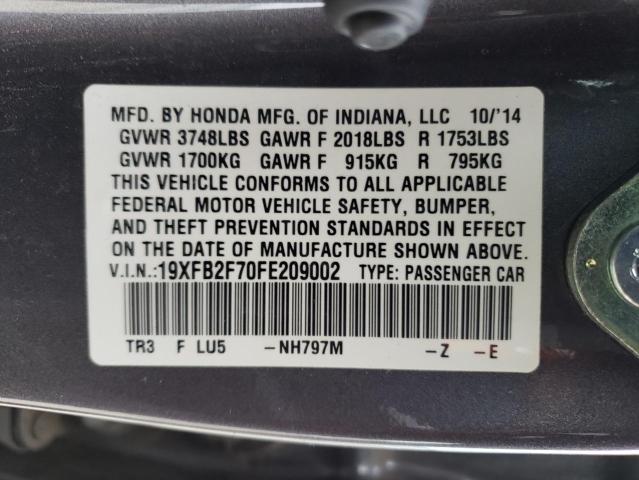 MFD. BY HONDA MFG. OF INDIANA, LLC 10/'14
GVWR 3748LBS GAWR F 2018LBS R 1753LBS
GVWR 1700KG GAWR F 915KG R 795KG
THIS VEHICLE CONFORMS TO ALL APPLICABLE
FEDERAL MOTOR VEHICLE SAFETY, BUMPER,
AND THEFT PREVENTION STANDARDS IN EFFECT
ON THE DATE OF MANUFACTURE SHOWN ABOVE.
V.I.N.:19XFB2F70FE209002 TYPE: PASSENGER CAR
TR3 F LU5 -NH797M -Z -E